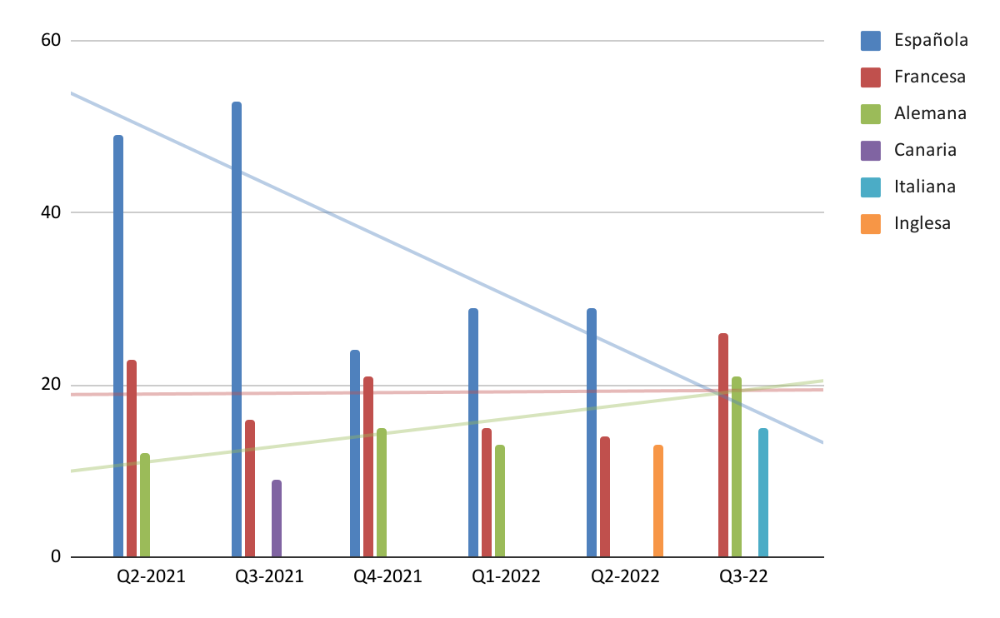 60
40
20
0
Q2-2021
Q3-2021
Q4-2021
Q1-2022
Q2-2022
Q3-22
Española
Francesa
Alemana
Canaria
Italiana
Inglesa